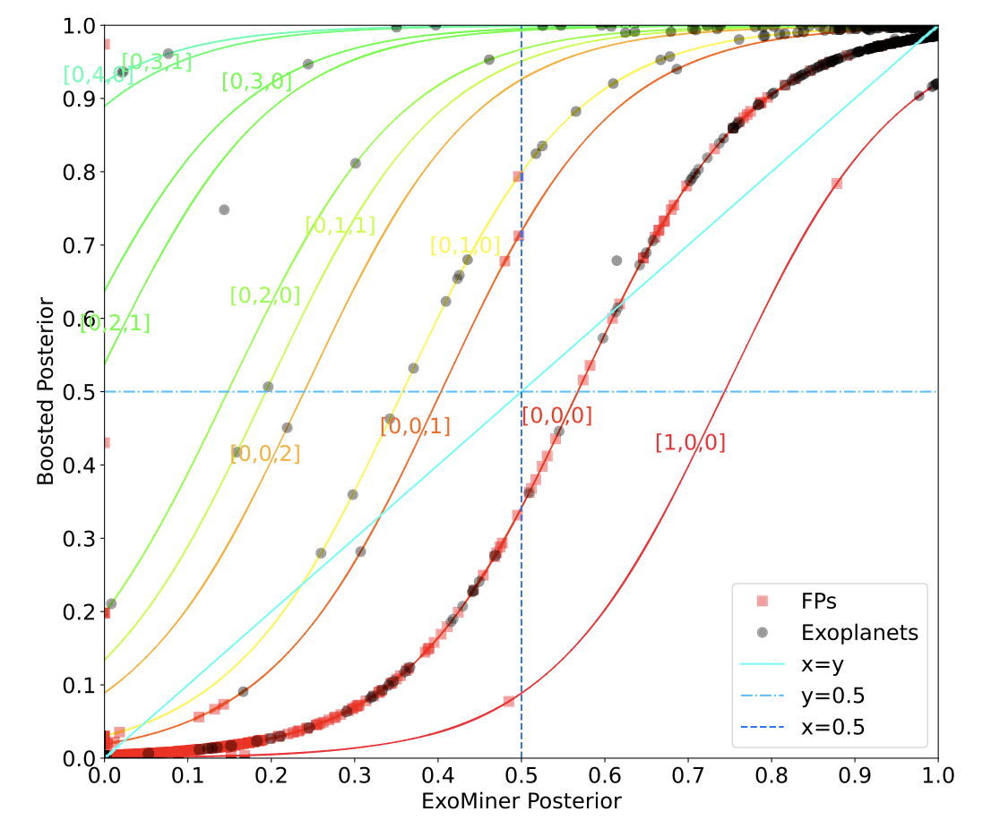 1.0
0.9
0.8
0.7
0.6
0.5
0.4
0.3
0.2
0.1
0.0
Boosted Posterior
[0,4,0]
[0,3,1]
[0,3,0]
[0,1,1]
[0,1,0]
[0,2,0]
[0,2,1]
[0,0,1]
[0,0,0]
[0,0,2]
[1,0,0]
FPs
Exoplanets
x=y
y=0.5
x=0.5
0.0 0.1 0.2 0.3 0.4 0.5 0.6 0.7 0.8 0.9 1.0
ExoMiner Posterior